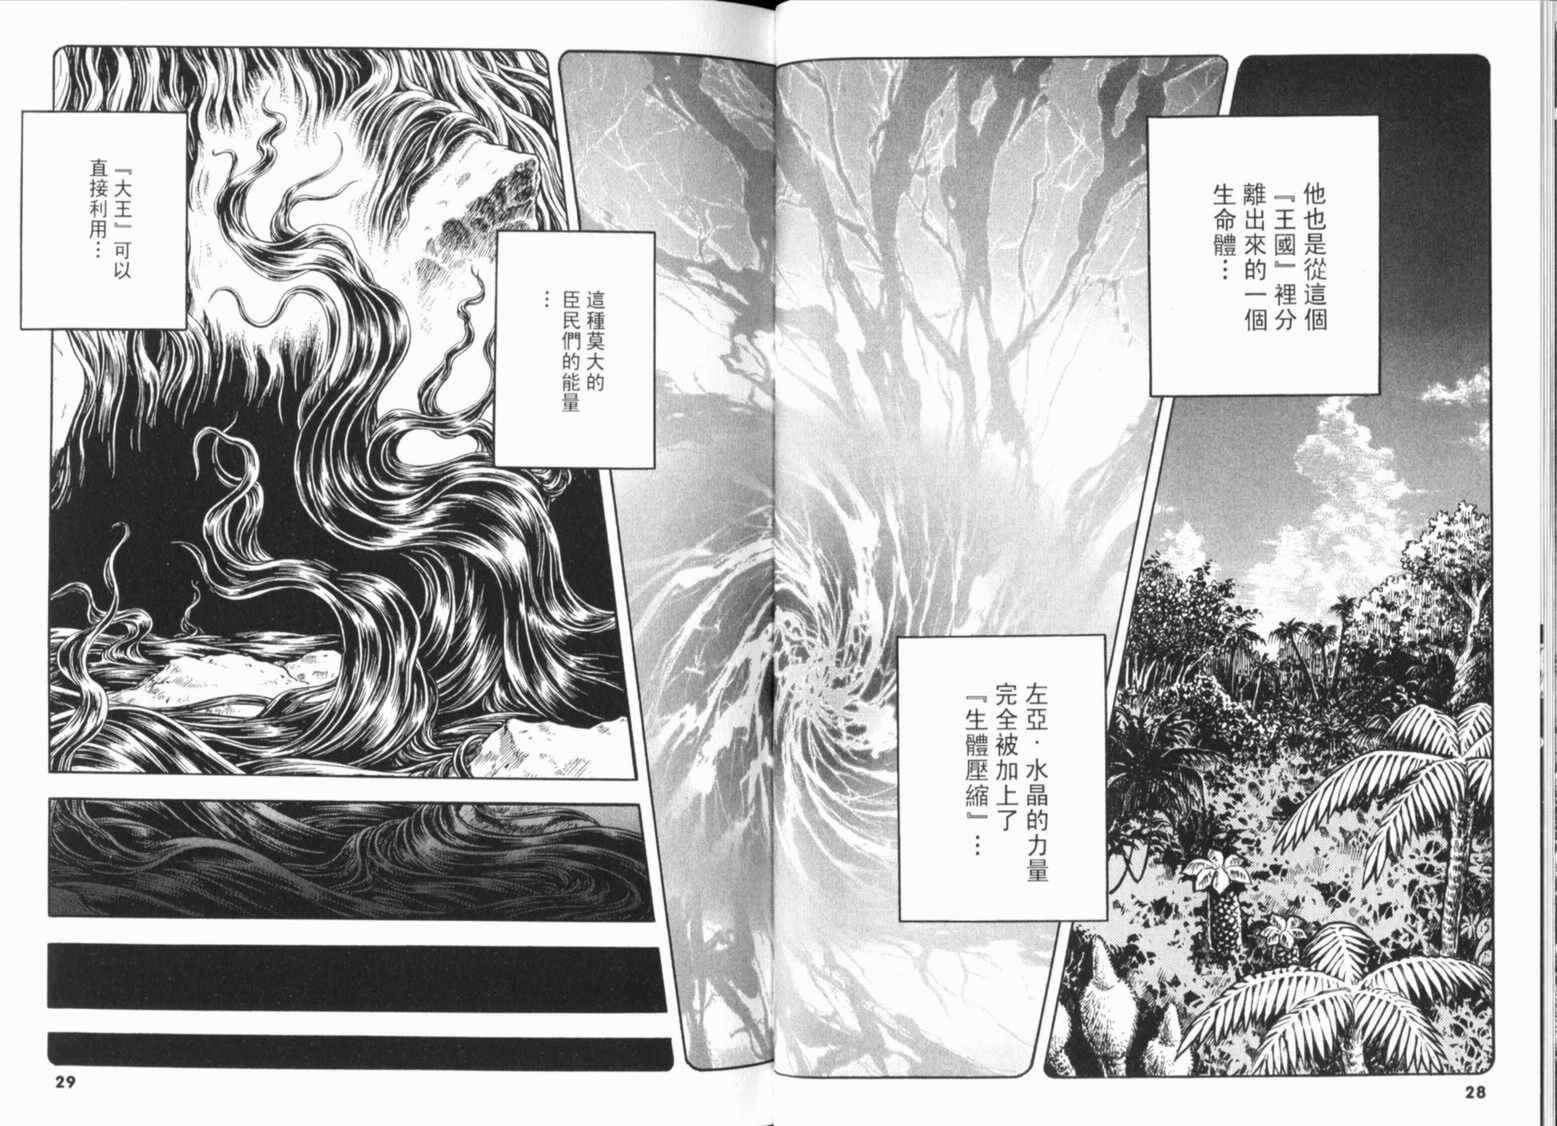 他也是從這個
『王國』裡分
離出來的一個
生命體…
左亞．水晶的力量
完全被加上了
『生體壓縮』…
這種莫大的
臣民們的能量
…
『大王』可以
直接利用…
29
28